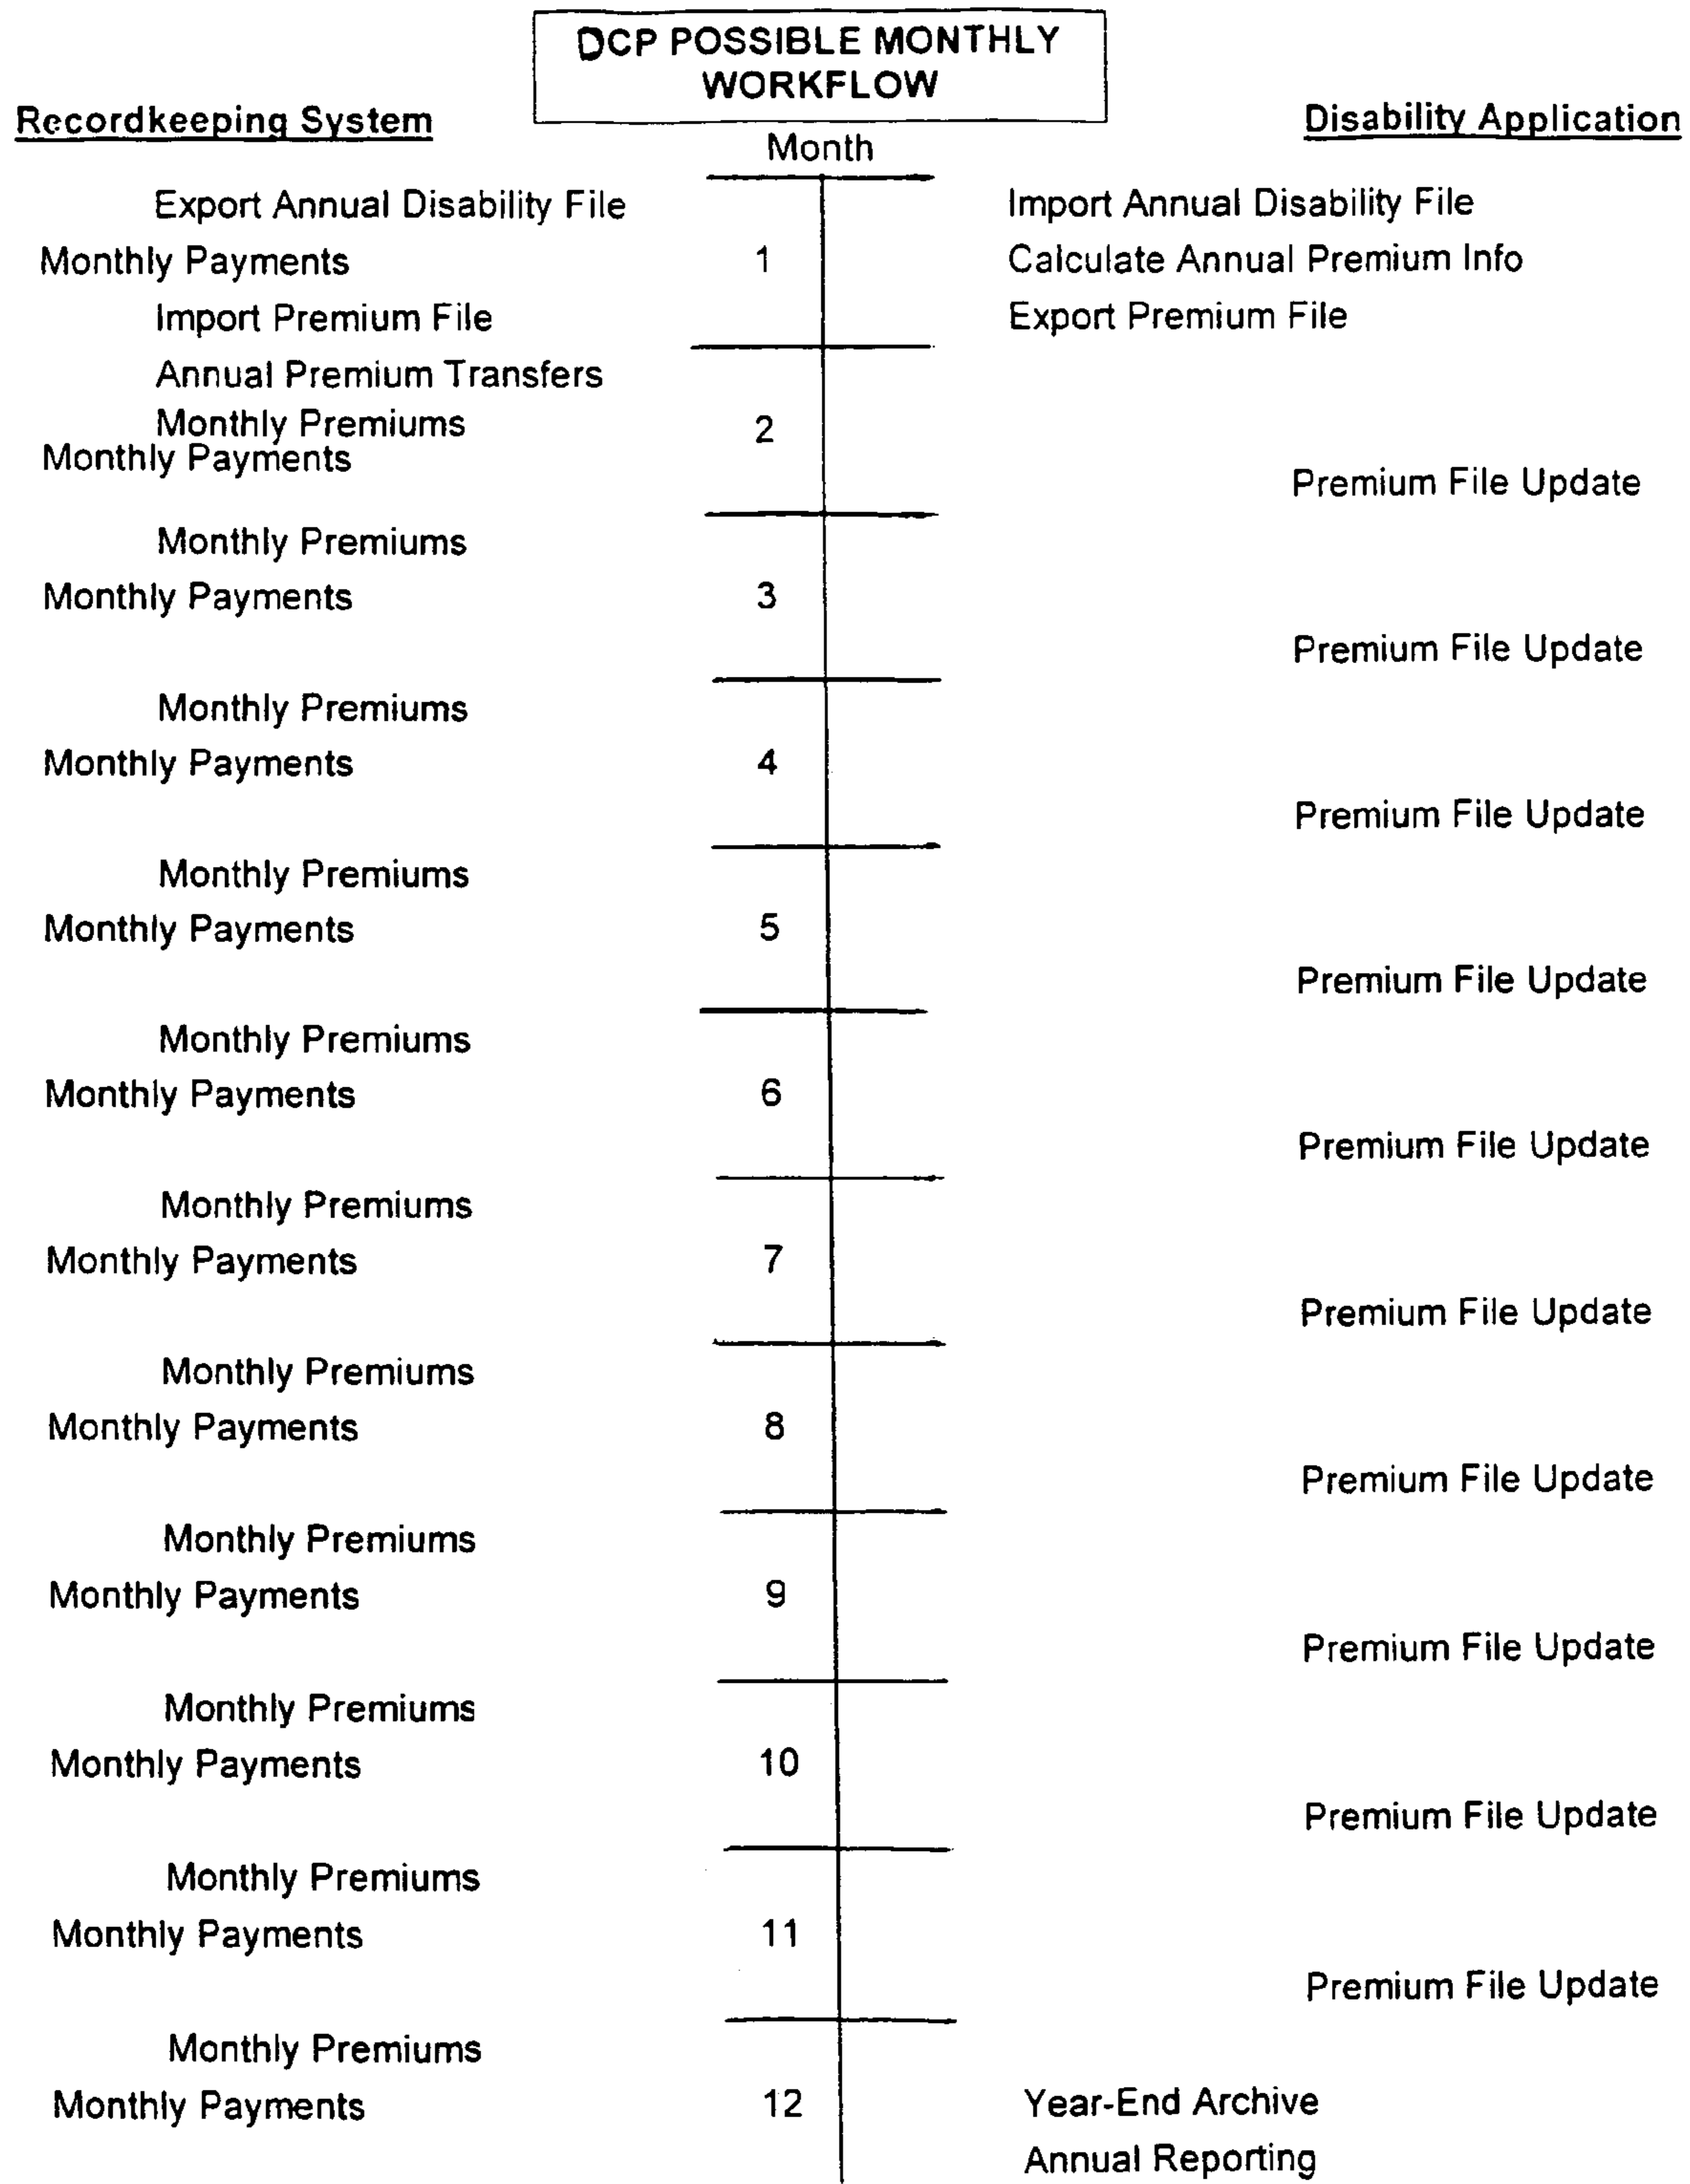 DCP POSSIBLE MONTHLY
WORKFLOW
Recordkeeping System
Disability Application
Month
Export Annual Disability File
Import Annual Disability File
Monthly Payments
1
Calculate Annual Premium Info
Import Premium File
Export Premium File
Annual Premium Transfers
Monthly Premiums
2
Monthly Payments
Premium File Update
Monthly Premiums
Monthly Payments
3
Premium File Update
Monthly Premiums
Monthly Payments
4
Premium File Update
Monthly Premiums
Monthly Payments
5
Premium File Update
Monthly Premiums
Monthly Payments
6
Premium File Update
Monthly Premiums
Monthly Payments
7
Premium File Update
Monthly Premiums
Monthly Payments
8
Premium File Update
Monthly Premiums
Monthly Payments
9
Premium File Update
Monthly Premiums
Monthly Payments
10
Premium File Update
Monthly Premiums
Monthly Payments
11
Premium File Update
Monthly Premiums
Monthly Payments
12
Year-End Archive
Annual Reporting